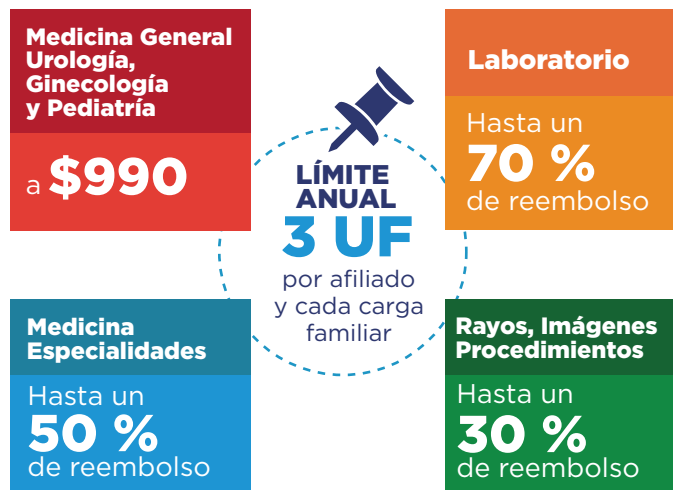 Medicina General
Urología,
Ginecología
y Pediatría
a $990
Laboratorio
Hasta un
70 %
de reembolso
LÍMITE
ANUAL
3 UF
por afiliado
y cada carga
familiar
Medicina
Especialidades
Hasta un
50 %
de reembolso
Rayos, Imágenes
Procedimientos
Hasta un
30 %
de reembolso